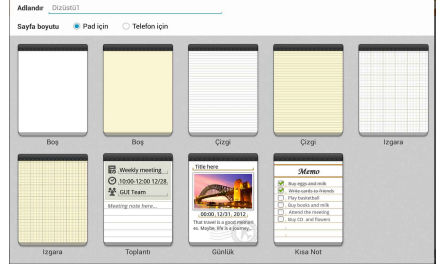 Adlandır Dizüstü1
Sayfa boyutu Pad için Telefon için
Boş
Boş
Çizgi
Çizgi
Izgara
Weekly meeting
10:00-12:00 12/28
GUI Team
Meeting note here...
Title here
00:00 12/31, 2012
That travel is a good memori
es. Maybe, life is a journey..
Memo
Buy eggs and milk
Write cards to friends
Play basketball
Buy books and milk
Attand the meeting
Buy CD and flowers
Izgara
Toplantı
Günlük
Kısa Not